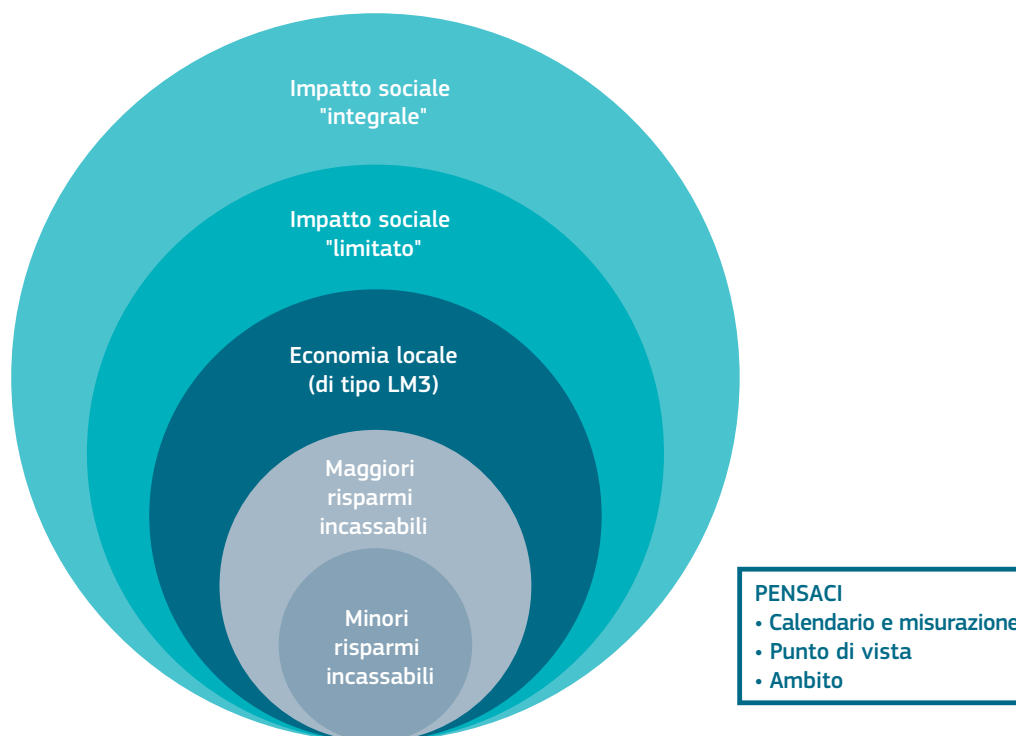 Impatto sociale
"integrale"
Impatto sociale
"limitato"
Economia locale
(di tipo LM3)
Maggiori
risparmi
incassabili
Minori
risparmi
incassabili
PENSACI
• Calendario e misurazione
• Punto di vista
• Ambito